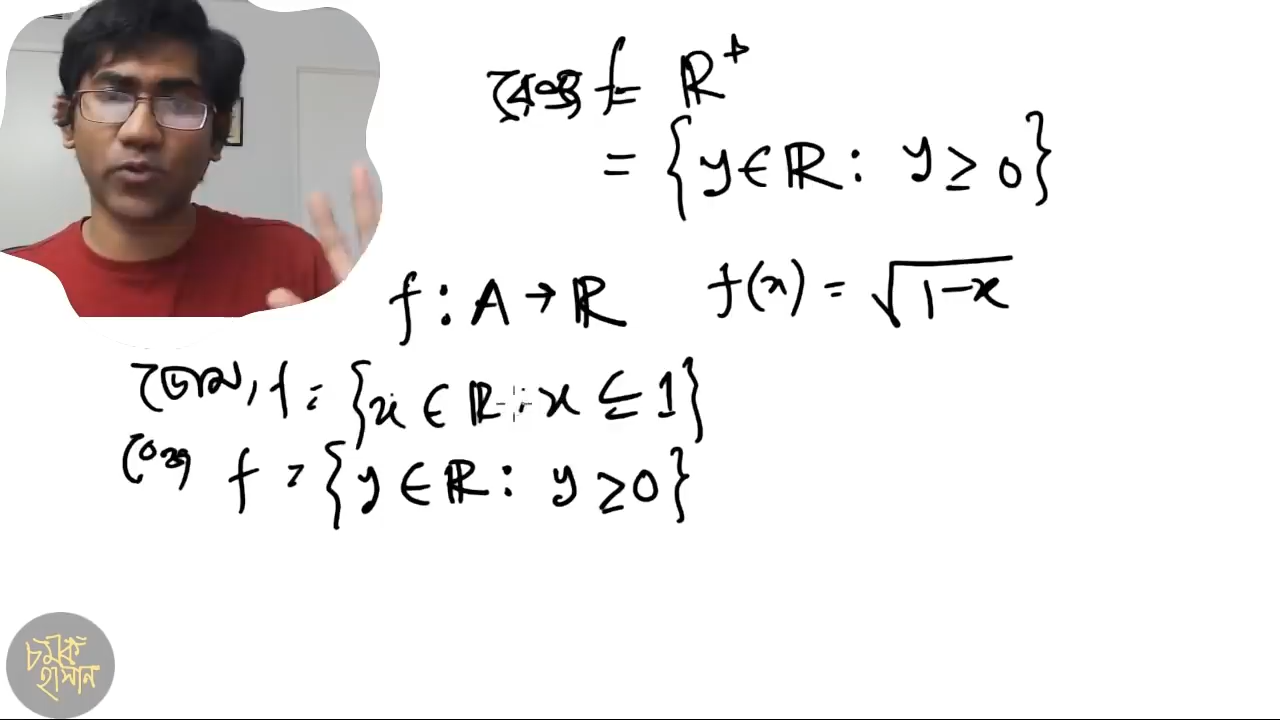 রেঞ্জ f = ℝ⁺
= {y ∈ ℝ : y ≥ 0}
f : A → ℝ f(x) = √(1-x)
ডোম, f = {x ∈ ℝ : x ≤ 1}
রেঞ্জ f = {y ∈ ℝ : y ≥ 0}
চমক
হাসান